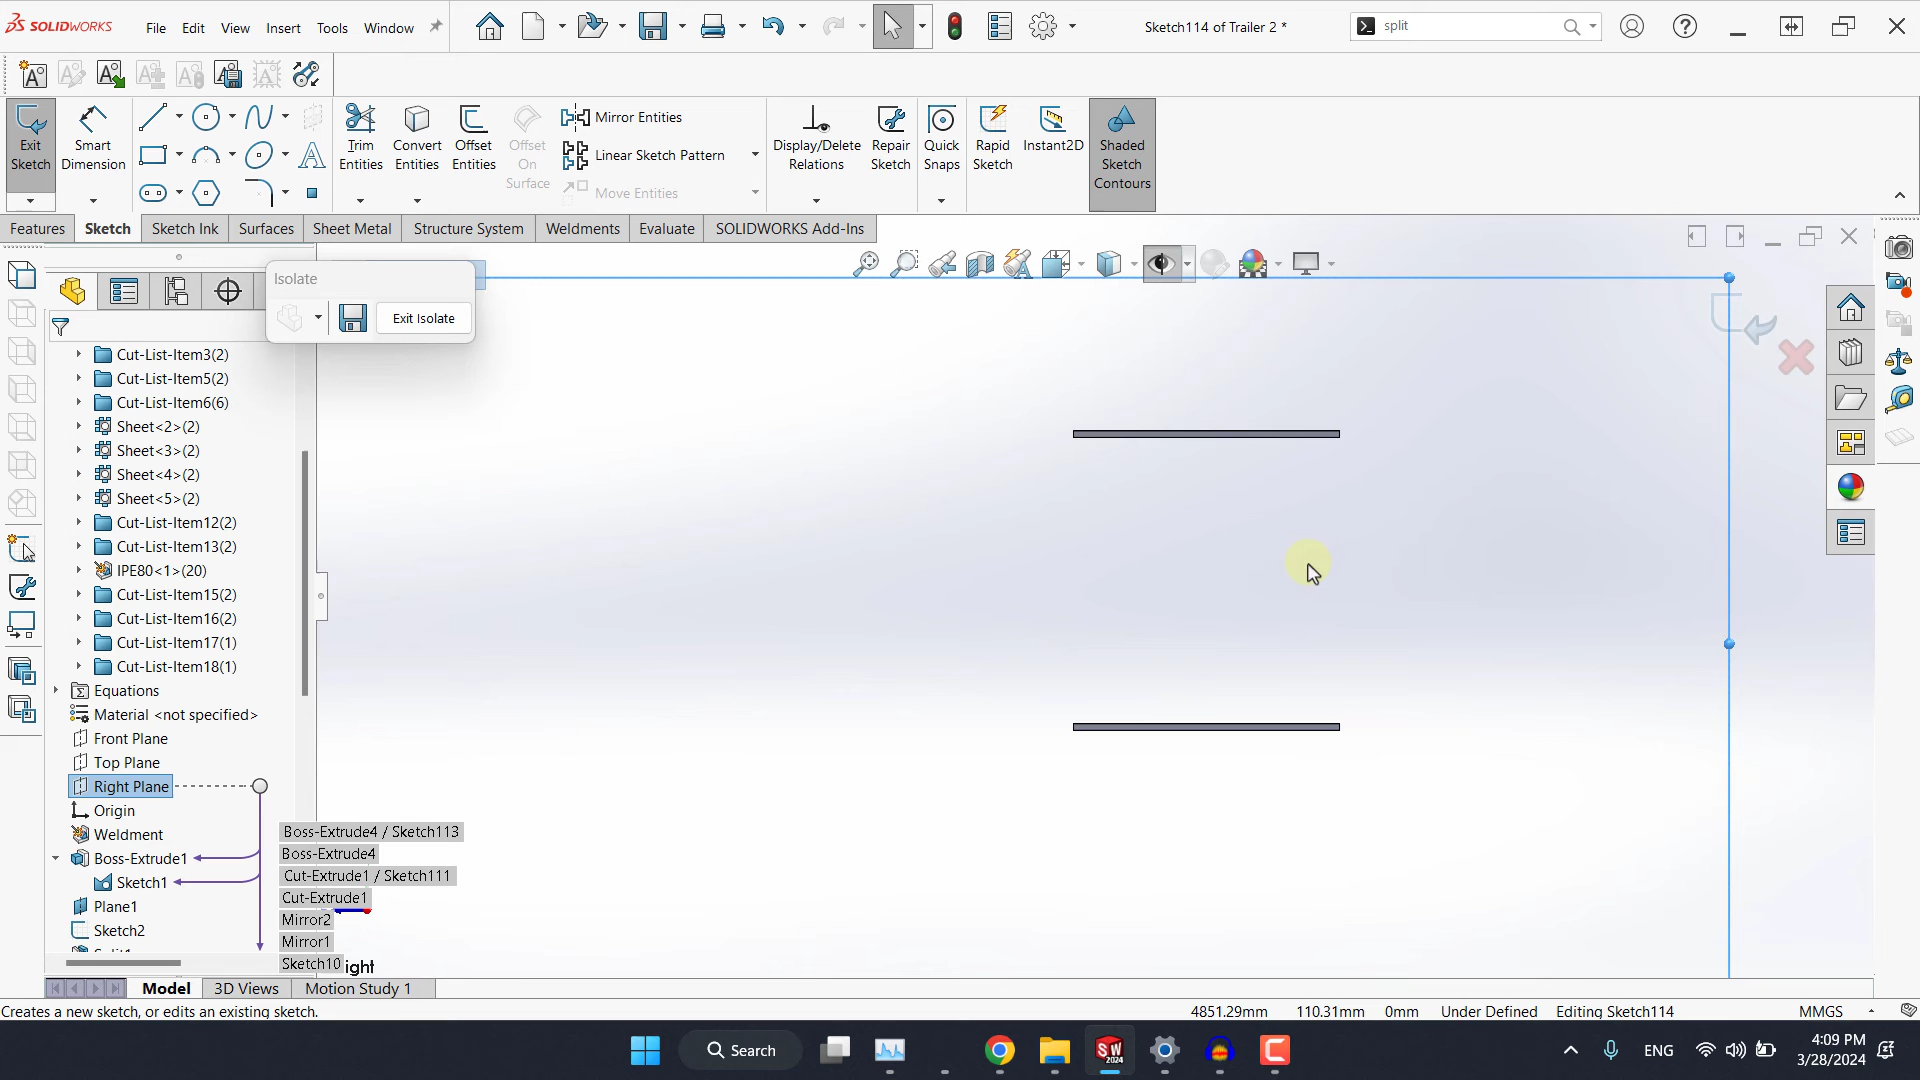 SOLIDWORKS File Edit View Insert Tools Window Sketch114 of Trailer 2 * split
Exit Sketch Smart Dimension Trim Entities Convert Entities Offset Entities Offset On Surface Mirror Entities Linear Sketch Pattern Move Entities Display/Delete Relations Repair Sketch Quick Snaps Rapid Sketch Instant2D Shaded Sketch Contours
Features Sketch Sketch Ink Surfaces Sheet Metal Structure System Weldments Evaluate SOLIDWORKS Add-Ins
Isolate
Exit Isolate
Cut-List-Item3(2)
Cut-List-Item5(2)
Cut-List-Item6(6)
Sheet<2>(2)
Sheet<3>(2)
Sheet<4>(2)
Sheet<5>(2)
Cut-List-Item12(2)
Cut-List-Item13(2)
IPE80<1>(20)
Cut-List-Item15(2)
Cut-List-Item16(2)
Cut-List-Item17(1)
Cut-List-Item18(1)
Equations
Material <not specified>
Front Plane
Top Plane
Right Plane
Origin
Weldment
Boss-Extrude1
Sketch1
Plane1
Sketch2
Boss-Extrude4 / Sketch113
Boss-Extrude4
Cut-Extrude1 / Sketch111
Cut-Extrude1
Mirror2
Mirror1
Sketch10
ight
Model 3D Views Motion Study 1
Creates a new sketch, or edits an existing sketch. 4851.29mm 110.31mm 0mm Under Defined Editing Sketch114 MMGS
Search SW 2024 ENG 4:09 PM
3/28/2024